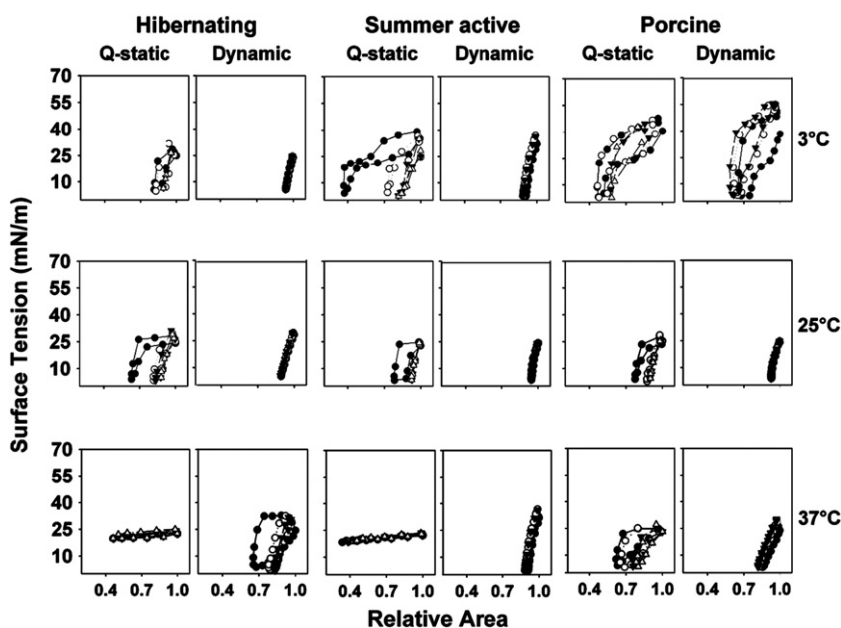 Hibernating Summer active Porcine
Q-static Dynamic Q-static Dynamic Q-static Dynamic
70
55
40
25
10
3°C
70
55
40
25
10
25°C
70
55
40
25
10
37°C
Surface Tension (mN/m)
0.4 0.7 1.0 0.4 0.7 1.0 0.4 0.7 1.0 0.4 0.7 1.0 0.4 0.7 1.0 0.4 0.7 1.0
Relative Area